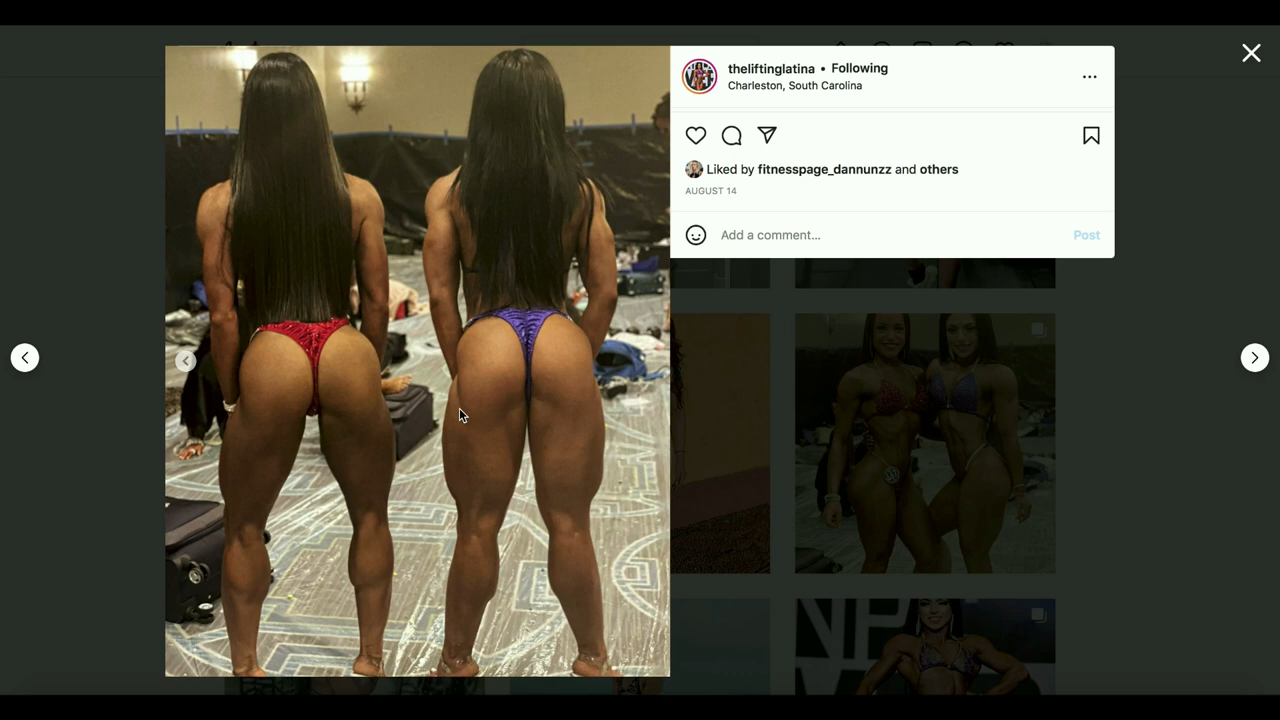 theliftinglatina • Following
Charleston, South Carolina
Liked by fitnesspage_dannunzz and others
AUGUST 14
Add a comment...
Post